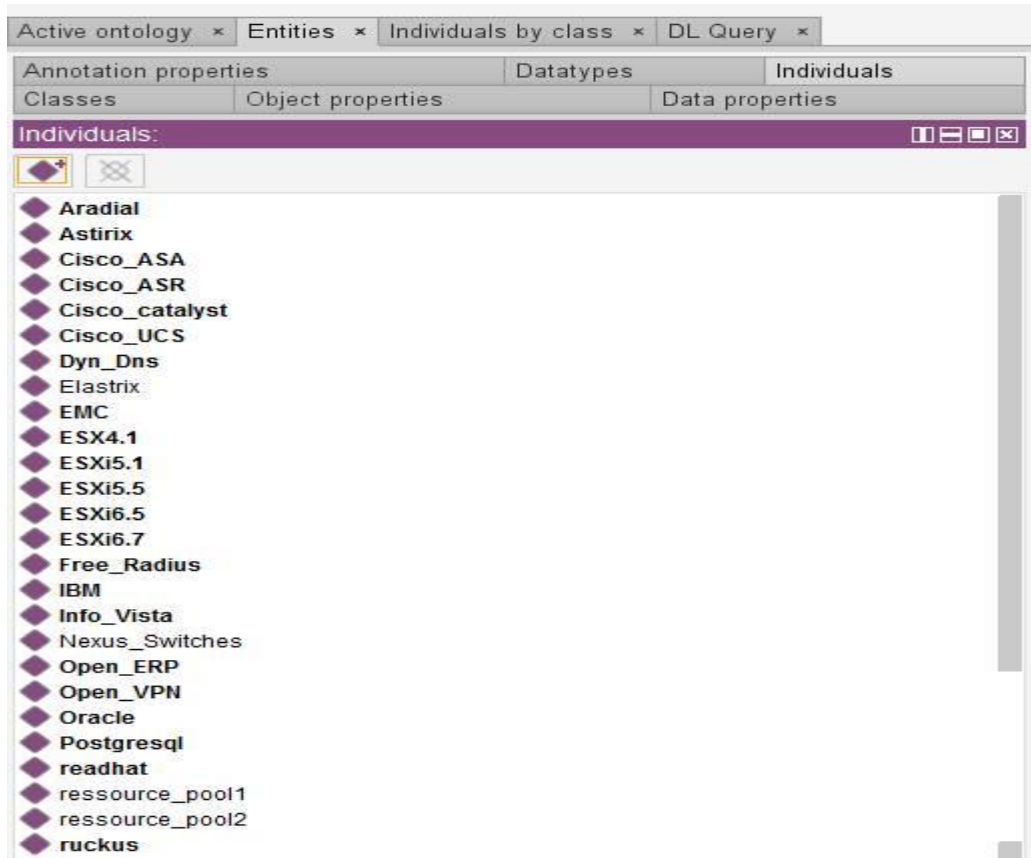 Active ontology × Entities × Individuals by class × DL Query ×
Annotation properties Datatypes Individuals
Classes Object properties Data properties
Individuals:
Aradial
Astirix
Cisco_ASA
Cisco_ASR
Cisco_catalyst
Cisco_UCS
Dyn_Dns
Elastrix
EMC
ESX4.1
ESXi5.1
ESXi5.5
ESXi6.5
ESXi6.7
Free_Radius
IBM
Info_Vista
Nexus_Switches
Open_ERP
Open_VPN
Oracle
Postgresql
readhat
ressource_pool1
ressource_pool2
ruckus